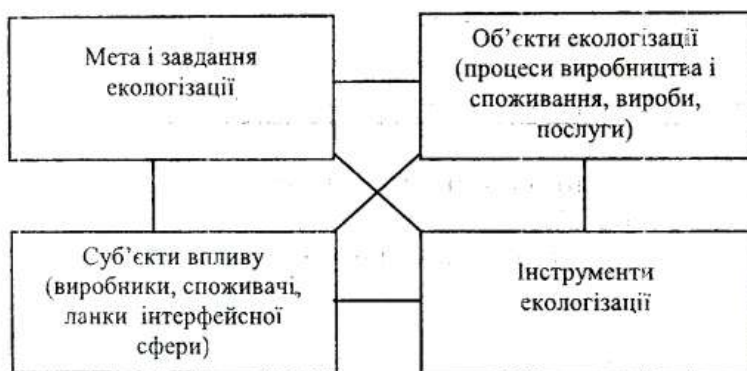 Мета і завдання
екологізації
Об’єкти екологізації
(процеси виробництва і
споживання, вироби,
послуги)
Суб’єкти впливу
(виробники, споживачі,
ланки інтерфейсної
сфери)
Інструменти
екологізації